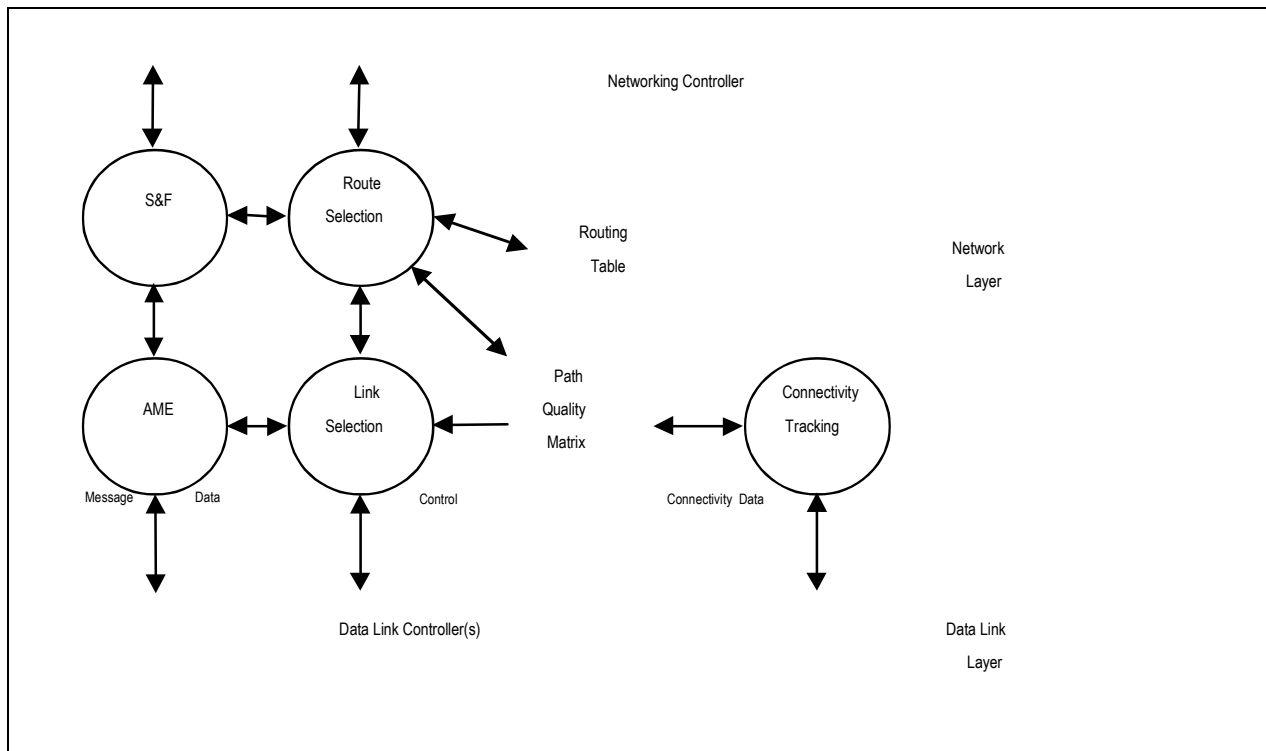 Networking Controller
S&F
Route
Selection
Routing
Table
Network
Layer
AME
Link
Selection
Path
Quality
Matrix
Connectivity
Tracking
Message Data
Control
Connectivity Data
Data Link Controller(s)
Data Link
Layer